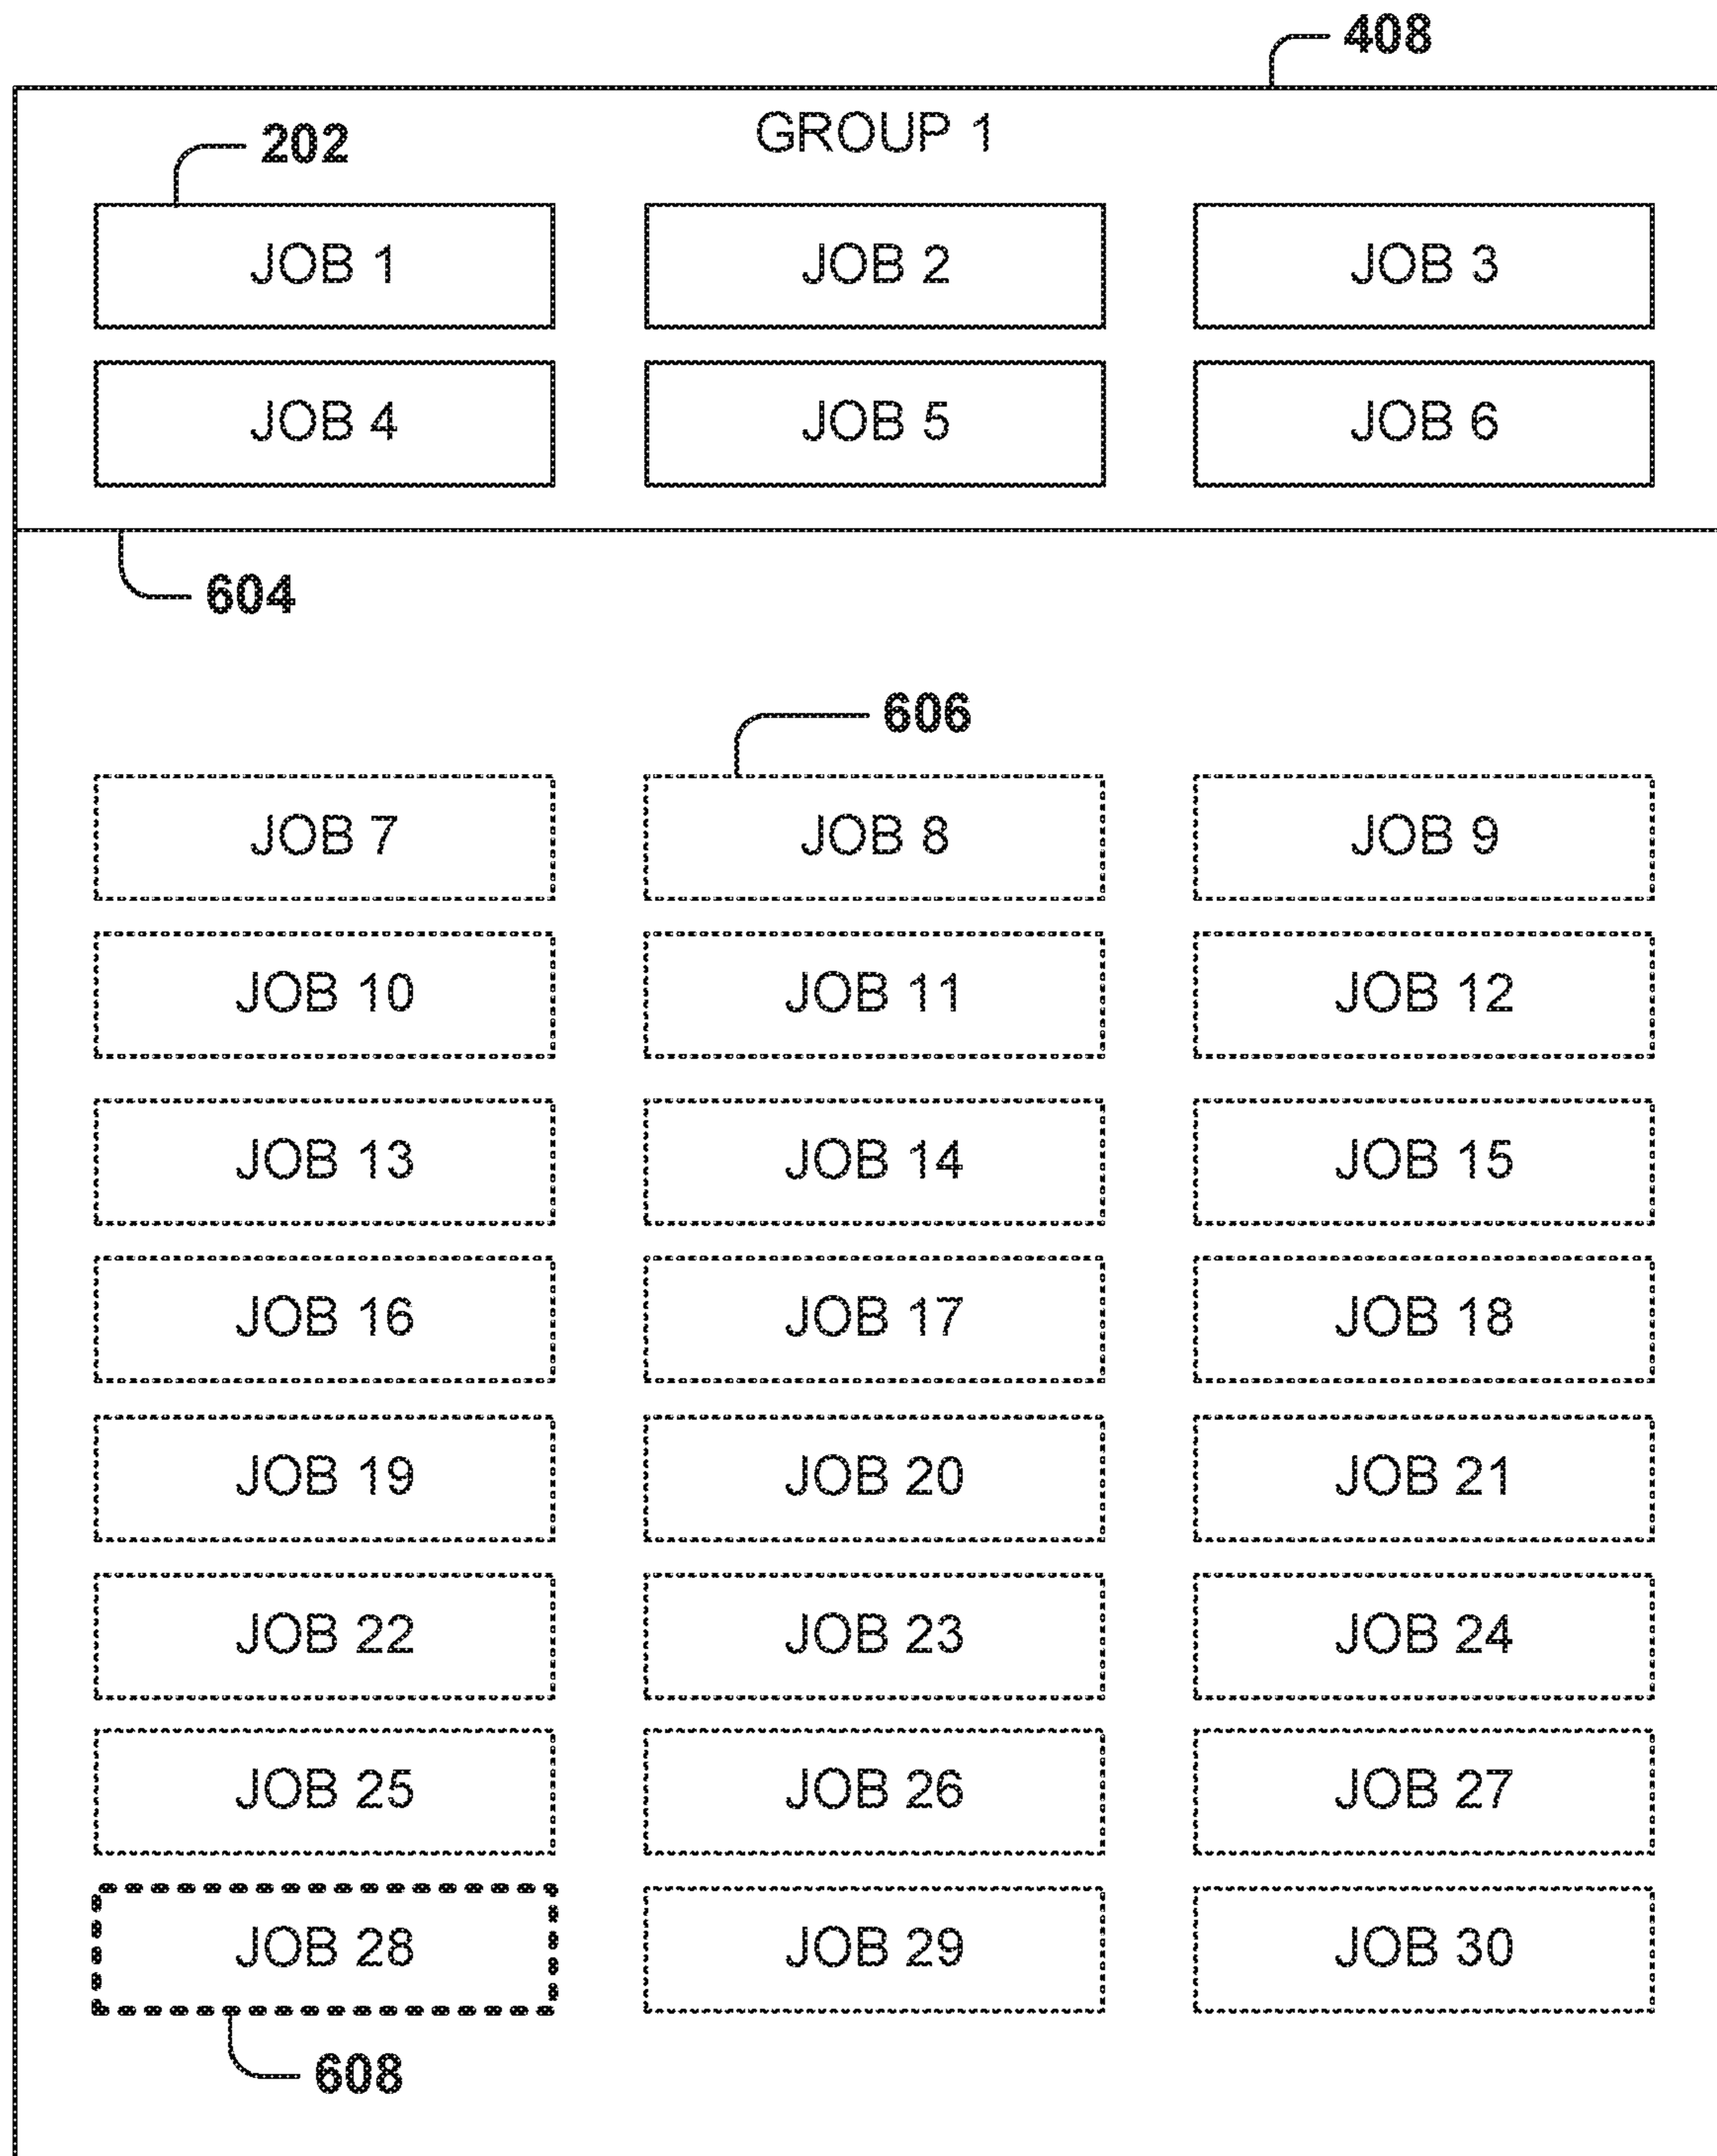 408
GROUP 1
202
JOB 1 JOB 2 JOB 3
JOB 4 JOB 5 JOB 6
604
606
JOB 7 JOB 8 JOB 9
JOB 10 JOB 11 JOB 12
JOB 13 JOB 14 JOB 15
JOB 16 JOB 17 JOB 18
JOB 19 JOB 20 JOB 21
JOB 22 JOB 23 JOB 24
JOB 25 JOB 26 JOB 27
JOB 28 JOB 29 JOB 30
608